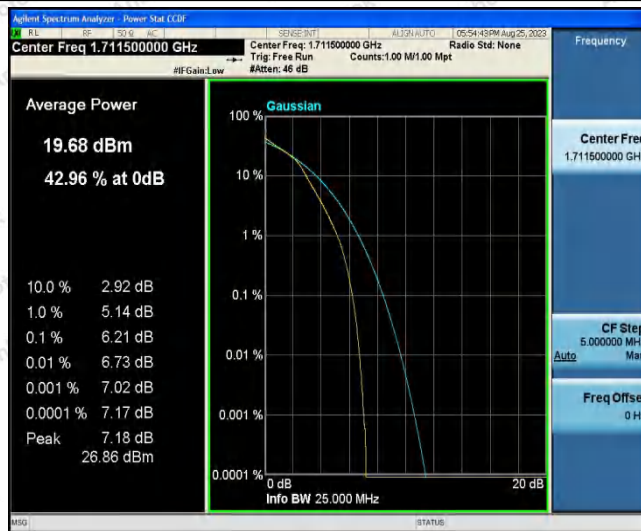 Agilent Spectrum Analyzer - Power Stat CCDF
RL RF 50 Ω AC SENSE:INT ALIGN AUTO 05:54:43 PM Aug 25, 2023
Center Freq 1.711500000 GHz
Center Freq: 1.711500000 GHz Radio Std: None
Trig: Free Run Counts:1.00 M/1.00 Mpt
#IFGain:Low #Atten: 46 dB
Frequency
Average Power
19.68 dBm
42.96 % at 0dB
10.0 % 2.92 dB
1.0 % 5.14 dB
0.1 % 6.21 dB
0.01 % 6.73 dB
0.001 % 7.02 dB
0.0001 % 7.17 dB
Peak 7.18 dB
26.86 dBm
Gaussian
100 %
10 %
1 %
0.1 %
0.01 %
0.001 %
0.0001 %
0 dB 20 dB
Info BW 25.000 MHz
Center Fre
1.711500000 GH
CF Ste
5.000000 MH
Auto Ma
Freq Offse
0 H
MSG STATUS